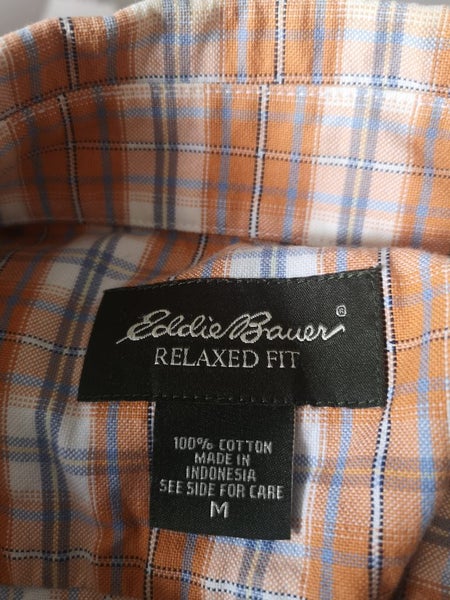 Eddie Bauer ®
RELAXED FIT
100% COTTON
MADE IN
INDONESIA
SEE SIDE FOR CARE
M